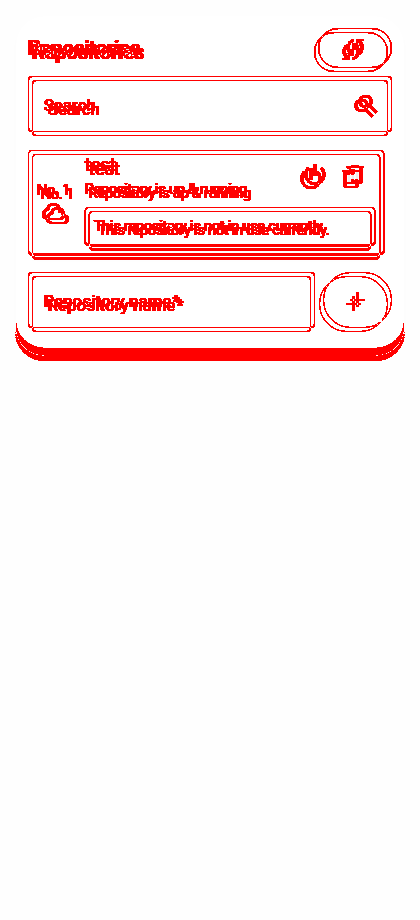 Repositories
Search
test
No. 1
Repository is up & running
This repository is not in use currently.
Repository name*